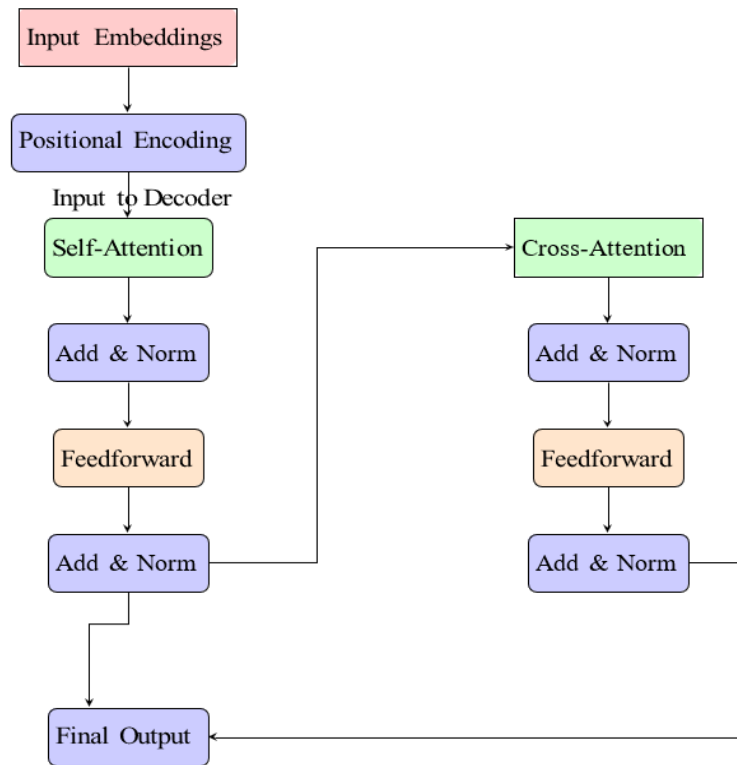 Input Embeddings
Positional Encoding
Input to Decoder
Self-Attention
Add & Norm
Feedforward
Add & Norm
Final Output
Cross-Attention
Add & Norm
Feedforward
Add & Norm